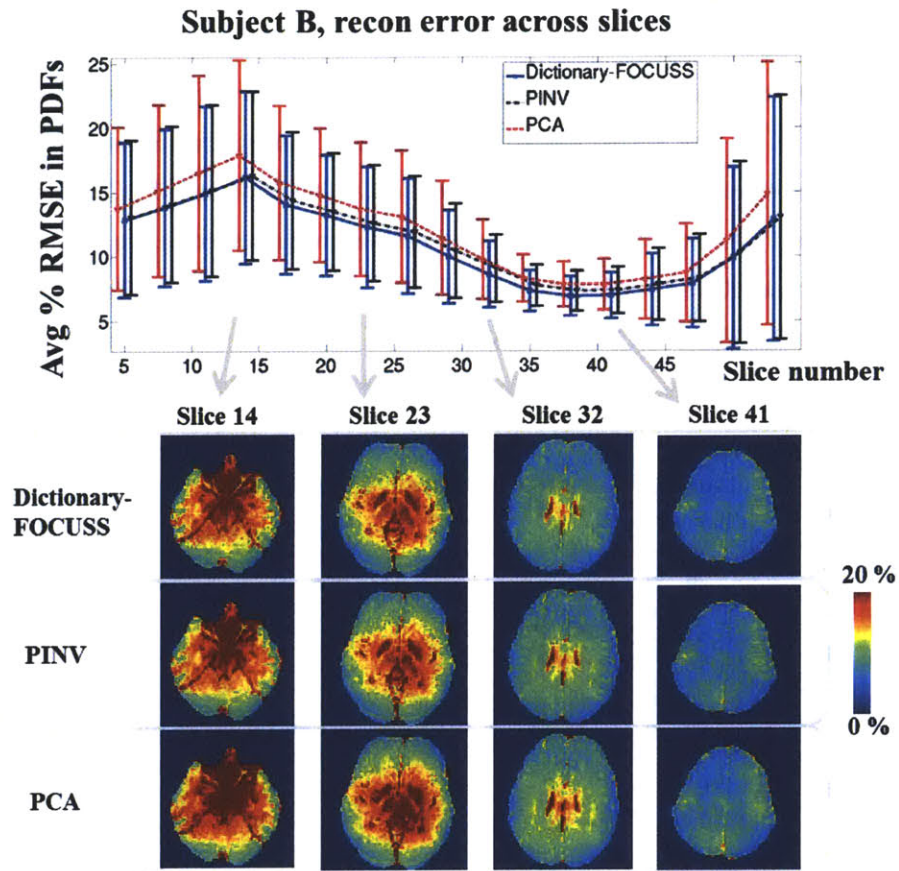 Subject B, recon error across slices
Avg % RMSE in PDFs
25
20
15
10
5
Dictionary-FOCUSS
PINV
PCA
5 10 15 20 25 30 35 40 45
Slice number
Slice 14 Slice 23 Slice 32 Slice 41
Dictionary-
FOCUSS
PINV
PCA
20 %
0 %